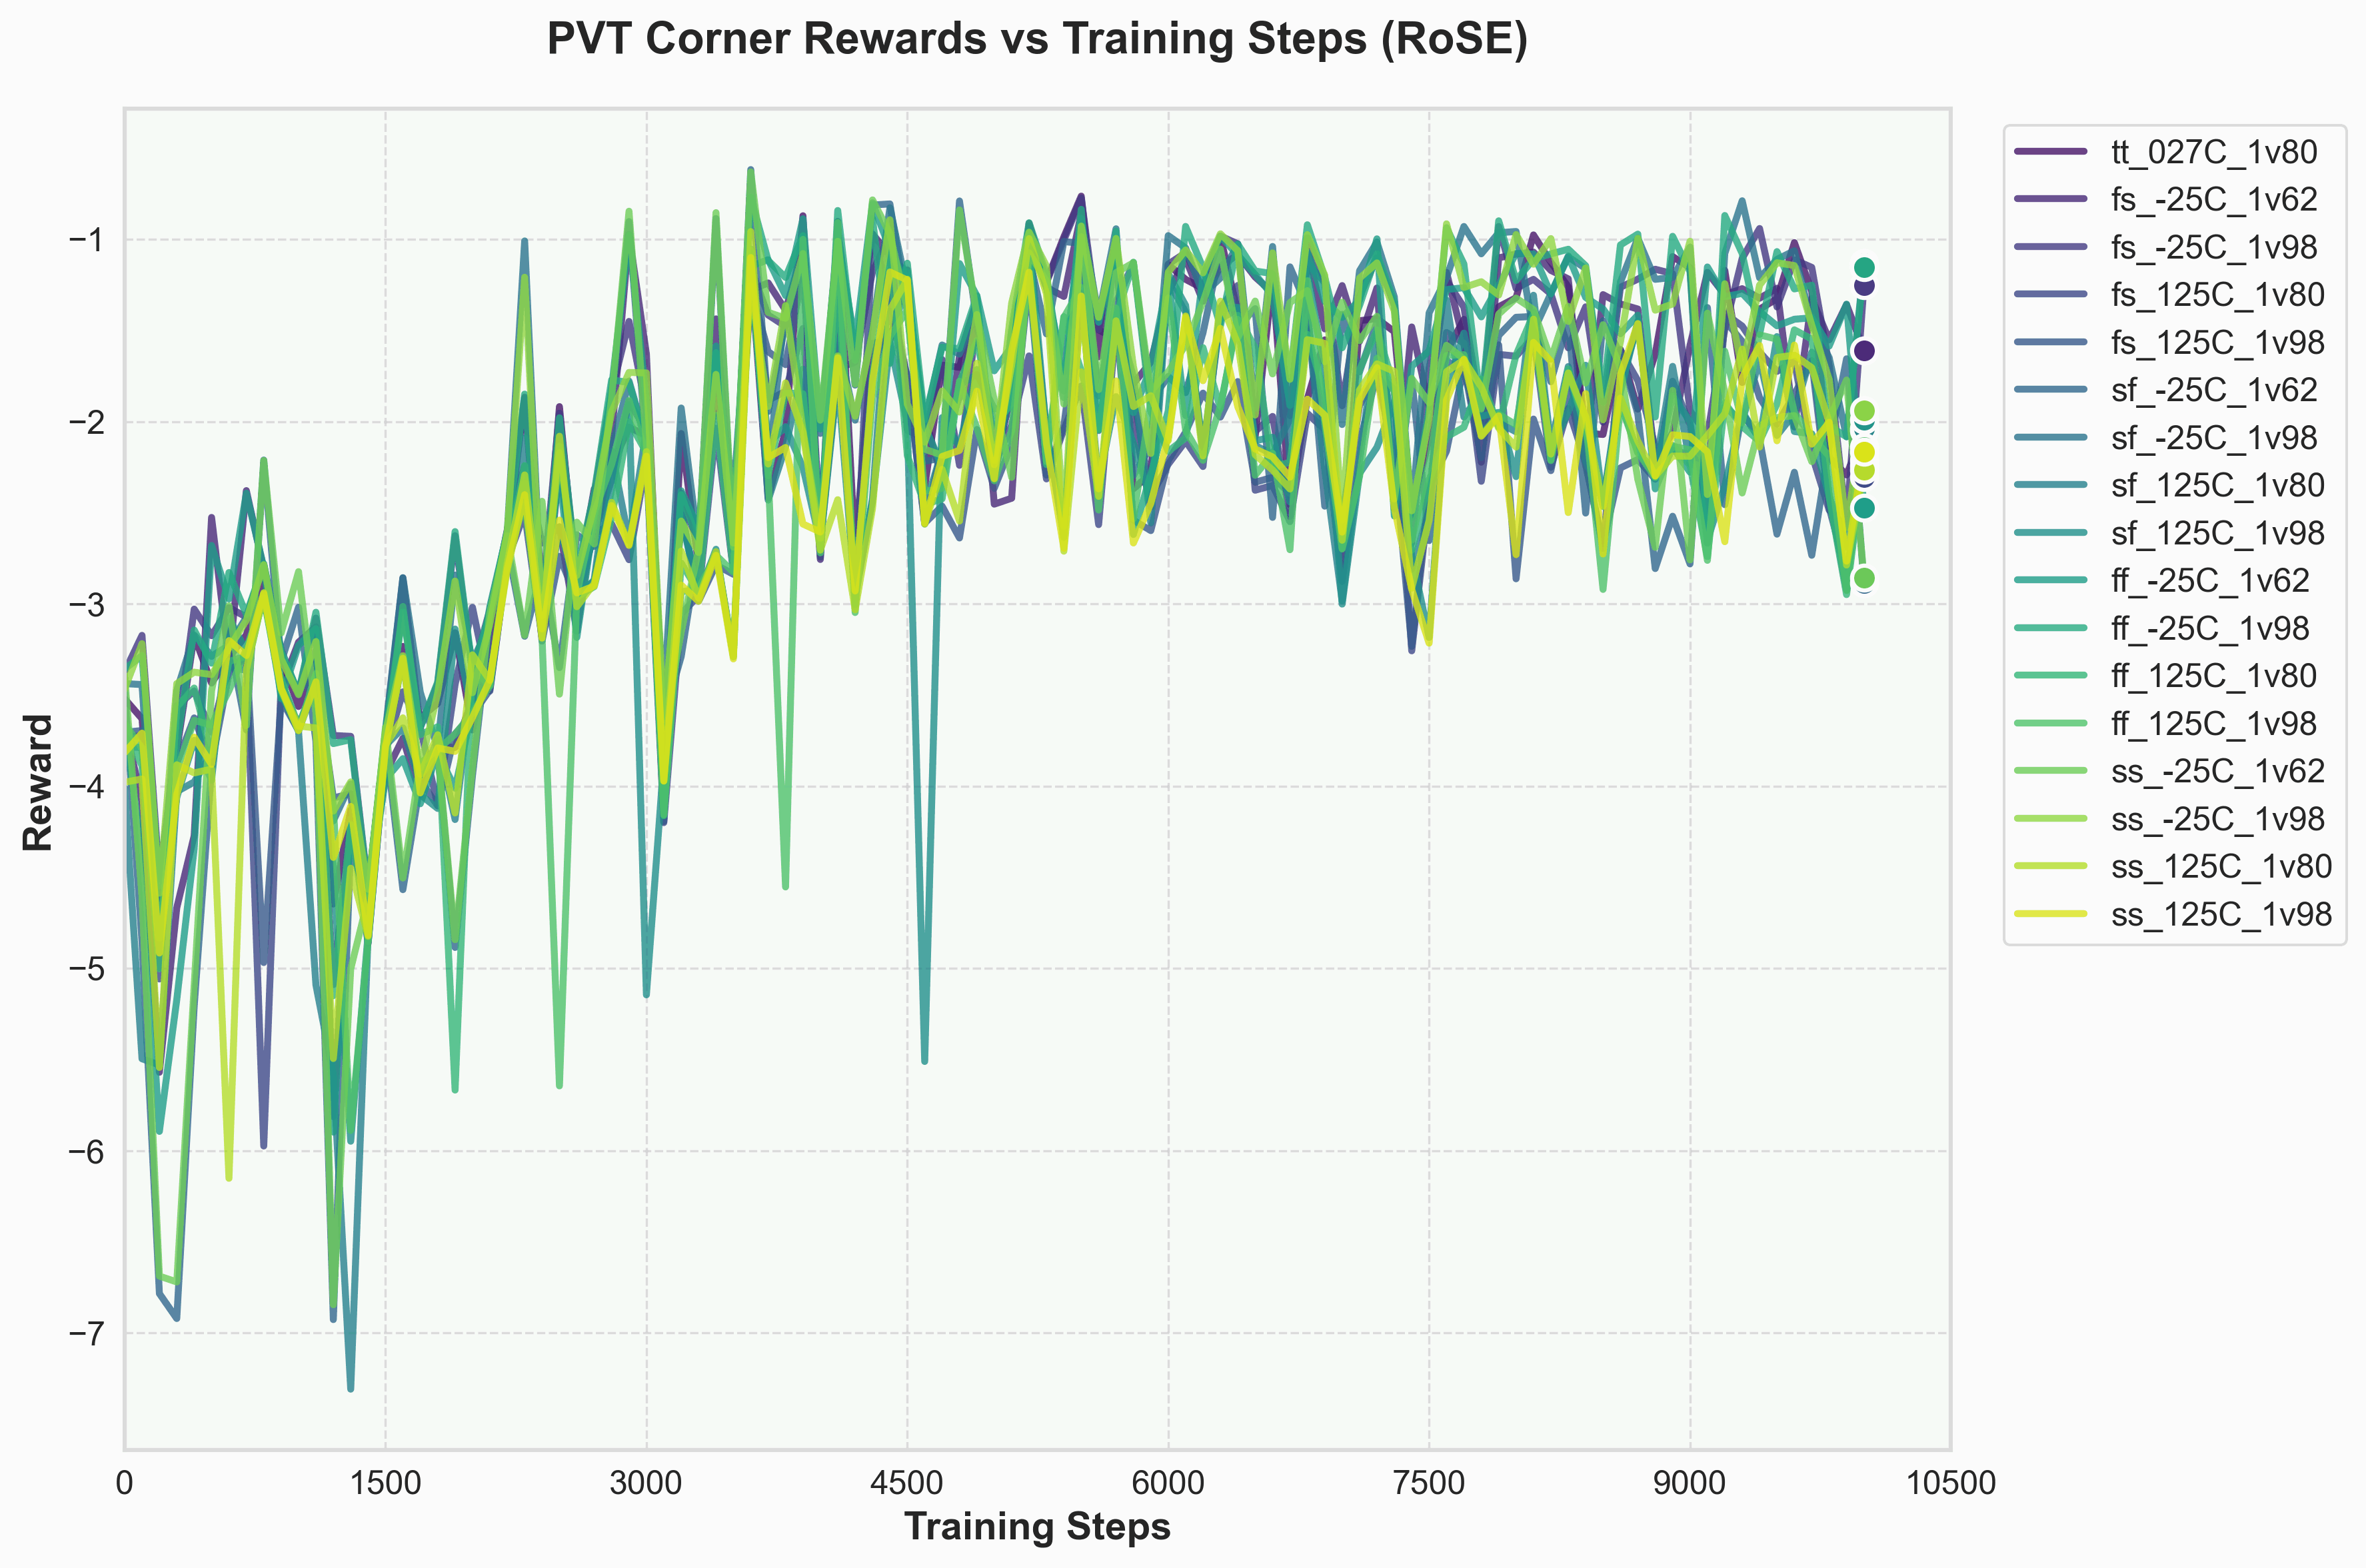 PVT Corner Rewards vs Training Steps (RoSE)
Reward
−1
−2
−3
−4
−5
−6
−7
0 1500 3000 4500 6000 7500 9000 10500
Training Steps
tt_027C_1v80
fs_-25C_1v62
fs_-25C_1v98
fs_125C_1v80
fs_125C_1v98
sf_-25C_1v62
sf_-25C_1v98
sf_125C_1v80
sf_125C_1v98
ff_-25C_1v62
ff_-25C_1v98
ff_125C_1v80
ff_125C_1v98
ss_-25C_1v62
ss_-25C_1v98
ss_125C_1v80
ss_125C_1v98